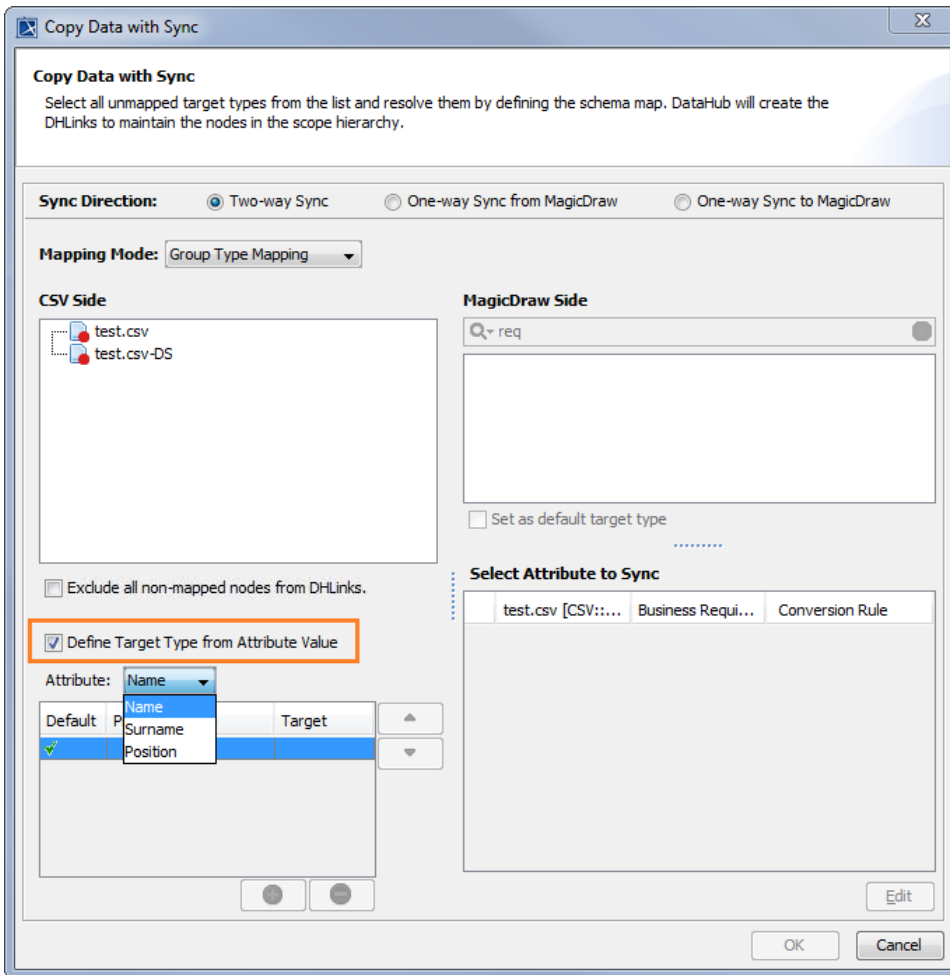 Copy Data with Sync
Copy Data with Sync
Select all unmapped target types from the list and resolve them by defining the schema map. DataHub will create the
DHLinks to maintain the nodes in the scope hierarchy.
Sync Direction: Two-way Sync One-way Sync from MagicDraw One-way Sync to MagicDraw
Mapping Mode: Group Type Mapping
CSV Side
test.csv
test.csv-DS
Exclude all non-mapped nodes from DHLinks.
Define Target Type from Attribute Value
Attribute: Name
Name
Surname
Position
Default P Target
MagicDraw Side
req
Set as default target type
Select Attribute to Sync
test.csv [CSV::... Business Requi... Conversion Rule
Edit
OK Cancel